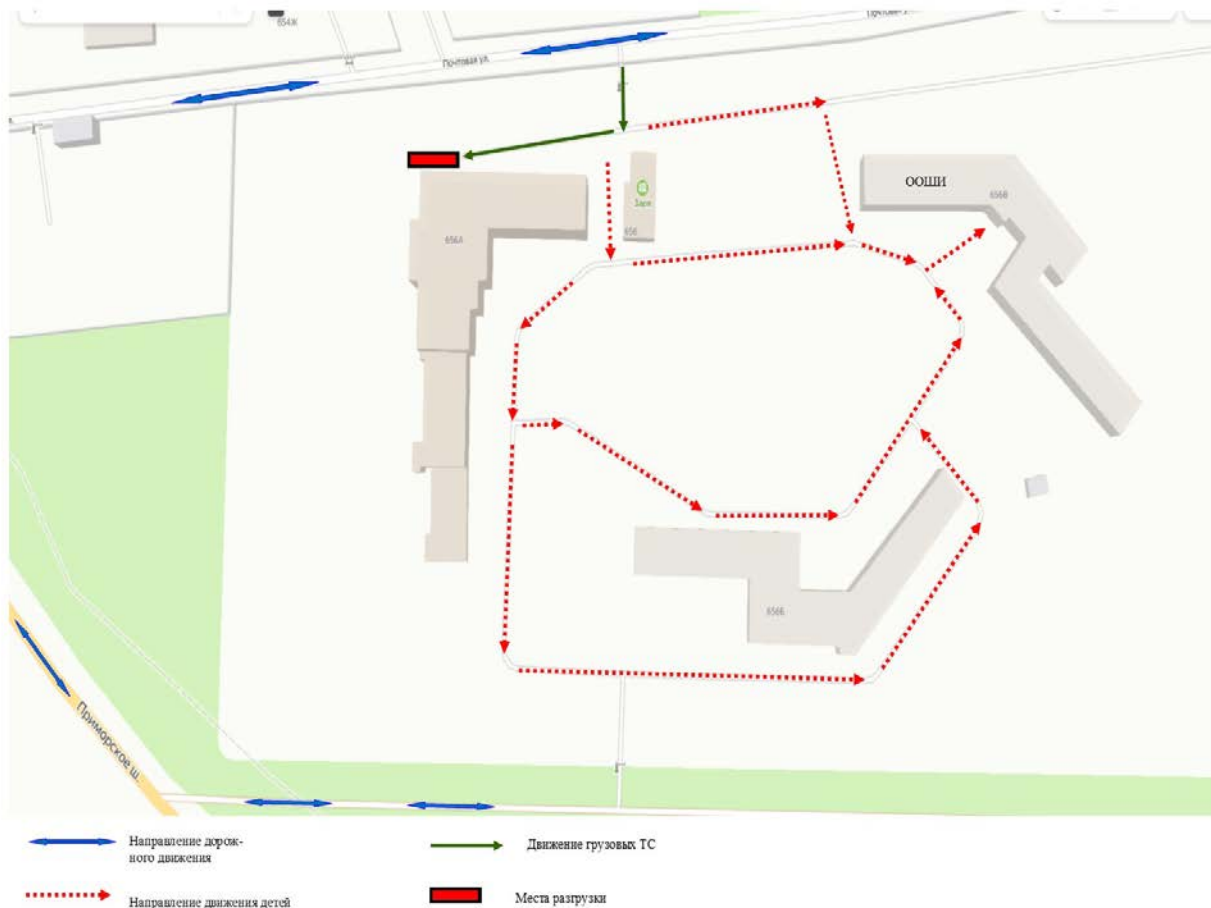 654Ж
Почтовая ул.
Заря
656
656А
ООШИ
656В
656Б
Приморское ш.
Направление дорож-
ного движения
Движение грузовых ТС
Направление движения детей
Места разгрузки